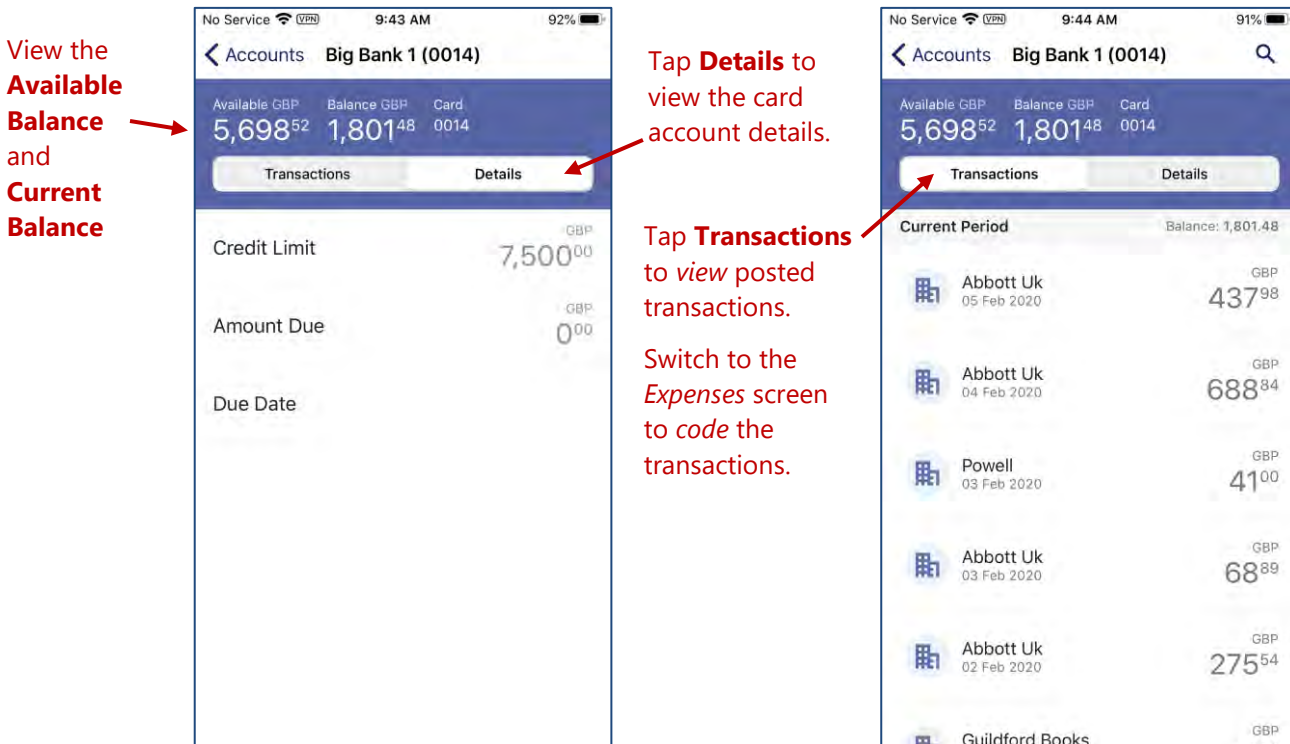 View the
Available
Balance
and
Current
Balance
No Service VPN 9:43 AM 92%
Accounts Big Bank 1 (0014)
Available GBP Balance GBP Card
5,69852 1,80148 0014
Transactions Details
Credit Limit GBP 7,50000
Amount Due GBP 000
Due Date
Tap Details to
view the card
account details.
Tap Transactions
to view posted
transactions.
Switch to the
Expenses screen
to code the
transactions.
No Service VPN 9:44 AM 91%
Accounts Big Bank 1 (0014)
Available GBP Balance GBP Card
5,69852 1,80148 0014
Transactions Details
Current Period Balance: 1,801.48
GBP
Abbott Uk 43798
05 Feb 2020
GBP
Abbott Uk 68884
04 Feb 2020
GBP
Powell 4100
03 Feb 2020
GBP
Abbott Uk 6889
03 Feb 2020
GBP
Abbott Uk 27554
02 Feb 2020
GBP
Guildford Books